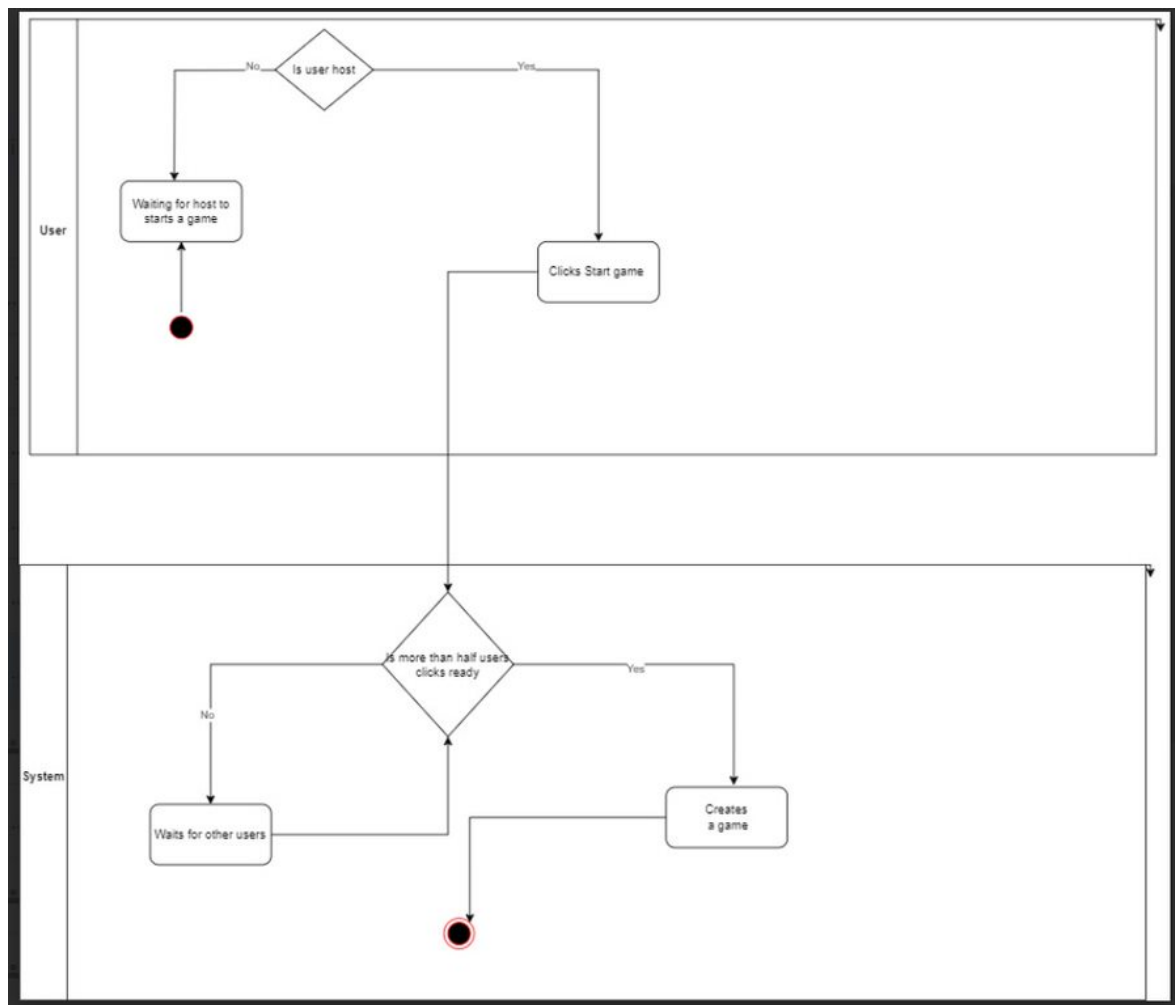 Is user host
No
Yes
Waiting for host to
starts a game
User
Clicks Start game
Is more than half users
clicks ready
Yes
No
System
Waits for other users
Creates
a game